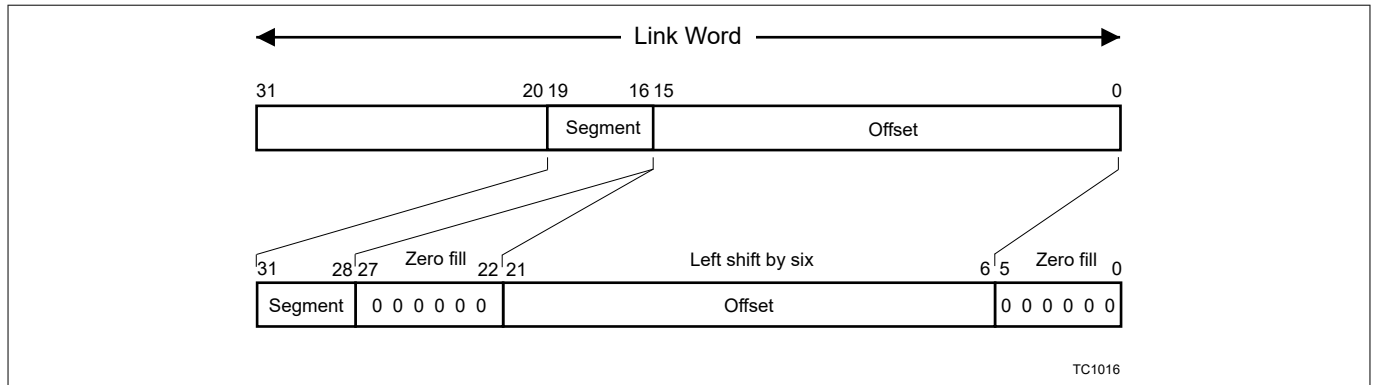 Link Word
31 20 19 16 15 0
Segment Offset
Zero fill Left shift by six Zero fill
31 28 27 22 21 6 5 0
Segment 0 0 0 0 0 0 Offset 0 0 0 0 0 0
TC1016